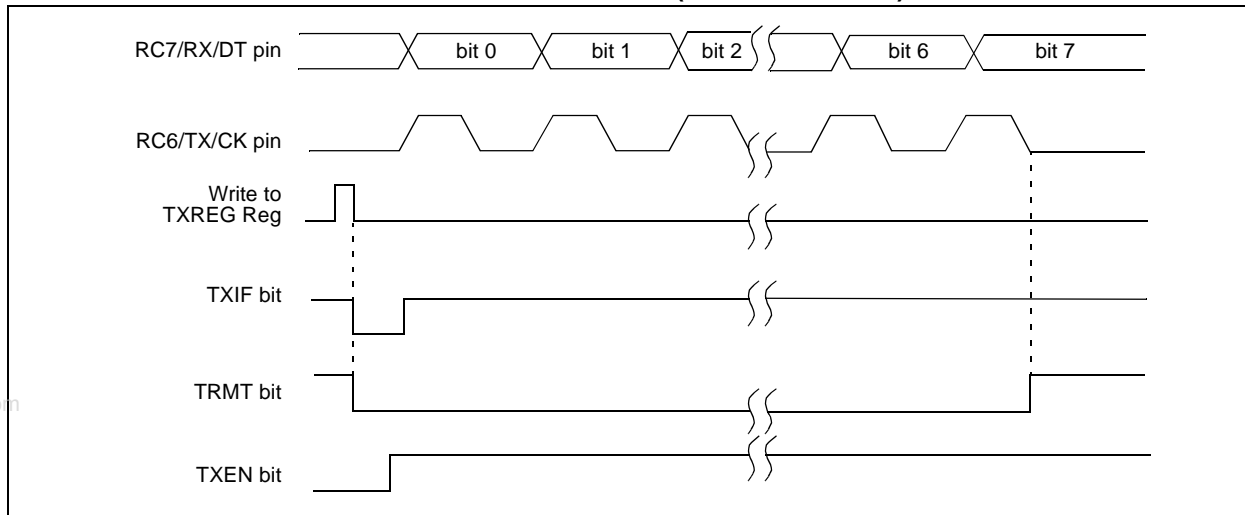 RC7/RX/DT pin bit 0 bit 1 bit 2 bit 6 bit 7
RC6/TX/CK pin
Write to
TXREG Reg
TXIF bit
TRMT bit
TXEN bit